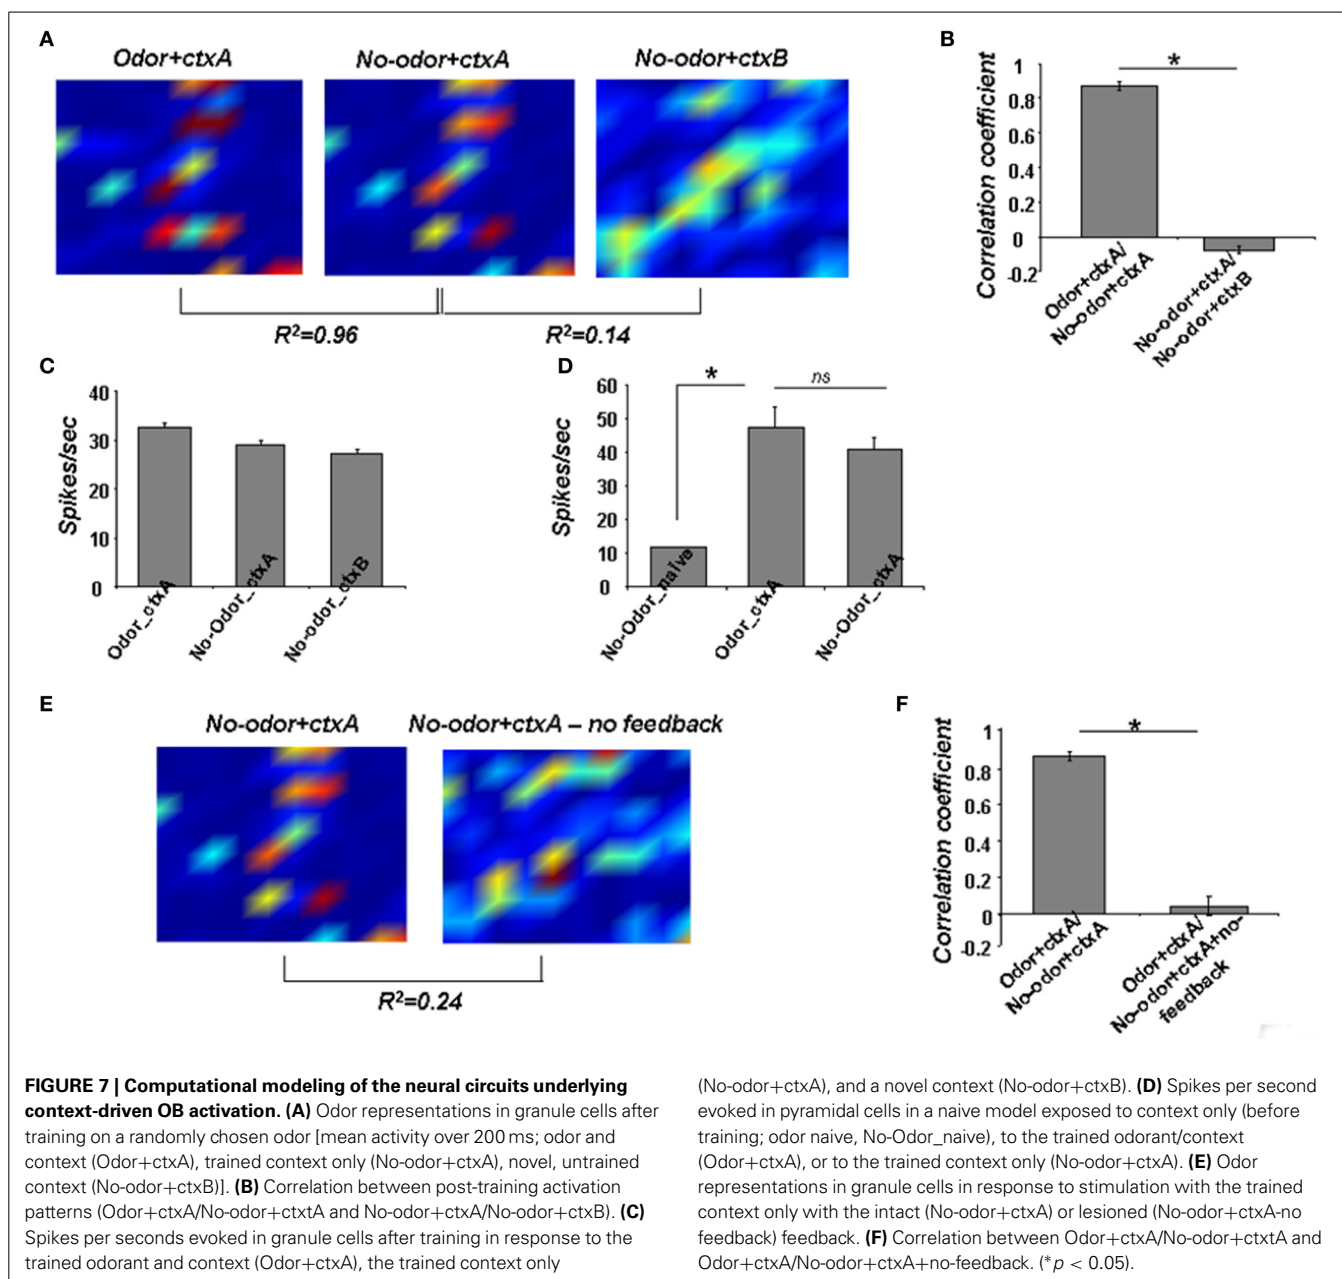 A
Odor+ctxA
No-odor+ctxA
No-odor+ctxB
R²=0.96
R²=0.14
B
Correlation coefficient
1
0.8
0.6
0.4
0.2
0
-0.2
*
Odor+ctxA/
No-odor+ctxA
No-odor+ctxA/
No-odor+ctxB
C
Spikes/sec
40
30
20
10
0
Odor_ctxA
No-Odor_ctxA
No-odor_ctxB
D
Spikes/sec
60
50
40
30
20
10
0
*
ns
No-Odor_naïve
Odor_ctxA
No-Odor_ctxA
E
No-odor+ctxA
No-odor+ctxA – no feedback
R²=0.24
F
Correlation coefficient
1
0.8
0.6
0.4
0.2
0
-0.2
*
Odor+ctxA/
No-odor+ctxA
Odor+ctxA/
No-odor+ctxA+no-
feedback
FIGURE 7 | Computational modeling of the neural circuits underlying
context-driven OB activation. (A) Odor representations in granule cells after
training on a randomly chosen odor [mean activity over 200 ms; odor and
context (Odor+ctxA), trained context only (No-odor+ctxA), novel, untrained
context (No-odor+ctxB)]. (B) Correlation between post-training activation
patterns (Odor+ctxA/No-odor+ctxtA and No-odor+ctxA/No-odor+ctxB). (C)
Spikes per seconds evoked in granule cells after training in response to the
trained odorant and context (Odor+ctxA), the trained context only
(No-odor+ctxA), and a novel context (No-odor+ctxB). (D) Spikes per second
evoked in pyramidal cells in a naive model exposed to context only (before
training; odor naive, No-Odor_naive), to the trained odorant/context
(Odor+ctxA), or to the trained context only (No-odor+ctxA). (E) Odor
representations in granule cells in response to stimulation with the trained
context only with the intact (No-odor+ctxA) or lesioned (No-odor+ctxA-no
feedback) feedback. (F) Correlation between Odor+ctxA/No-odor+ctxtA and
Odor+ctxA/No-odor+ctxA+no-feedback. (*p < 0.05).